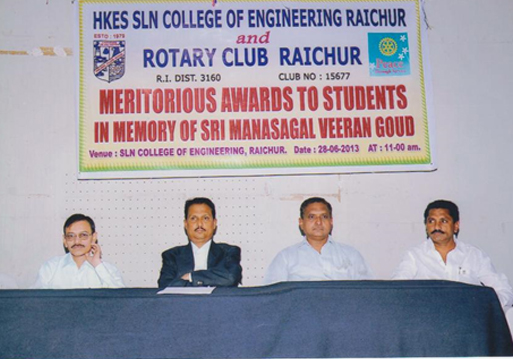 HKES SLN COLLEGE OF ENGINEERING RAICHUR
and
ESTD : 1979
ROTARY CLUB RAICHUR
R.I. DIST. 3160 CLUB NO : 15677
MERITORIOUS AWARDS TO STUDENTS
IN MEMORY OF SRI MANASAGAL VEERAN GOUD
Venue : SLN COLLEGE OF ENGINEERING, RAICHUR. Date : 28-06-2013 AT : 11-00 am.